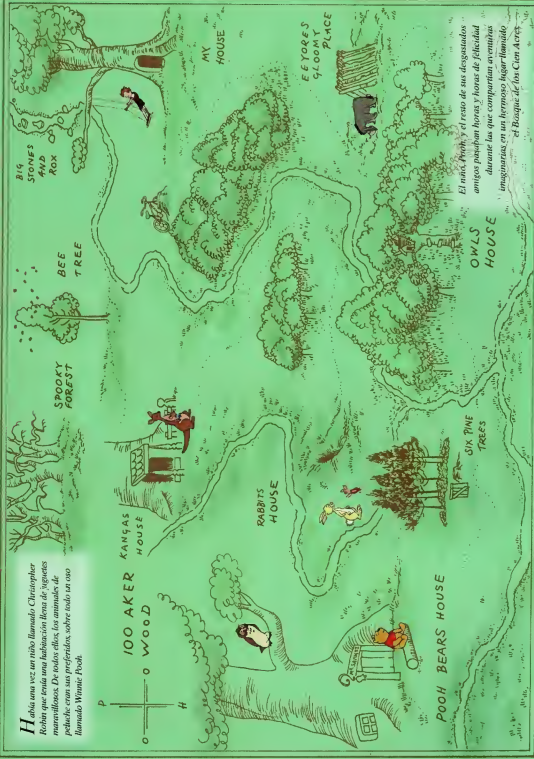 Había una vez un niño llamado Christopher
Robin que tenía una habitación llena de juguetes
maravillosos. De todos ellos, los animales de
peluche eran sus preferidos, sobre todo un oso
llamado Winnie Pooh.
SPOOKY
FOREST
BEE
TREE
BIG
STONES
AND
ROX
MY
HOUSE
100 AKER
WOOD
P
O
O
H
KANGAS
HOUSE
RABBITS
HOUSE
EEYORES
GLOOMY
PLACE
POOH BEARS HOUSE
SIX PINE
TREES
OWLS
HOUSE
El niño, Pooh, y el resto de sus desgastados
amigos pasaban horas y horas de felicidad
durante las que compartían aventuras
imaginarias en un hermoso lugar llamado
el Bosque de los Cien Acres.